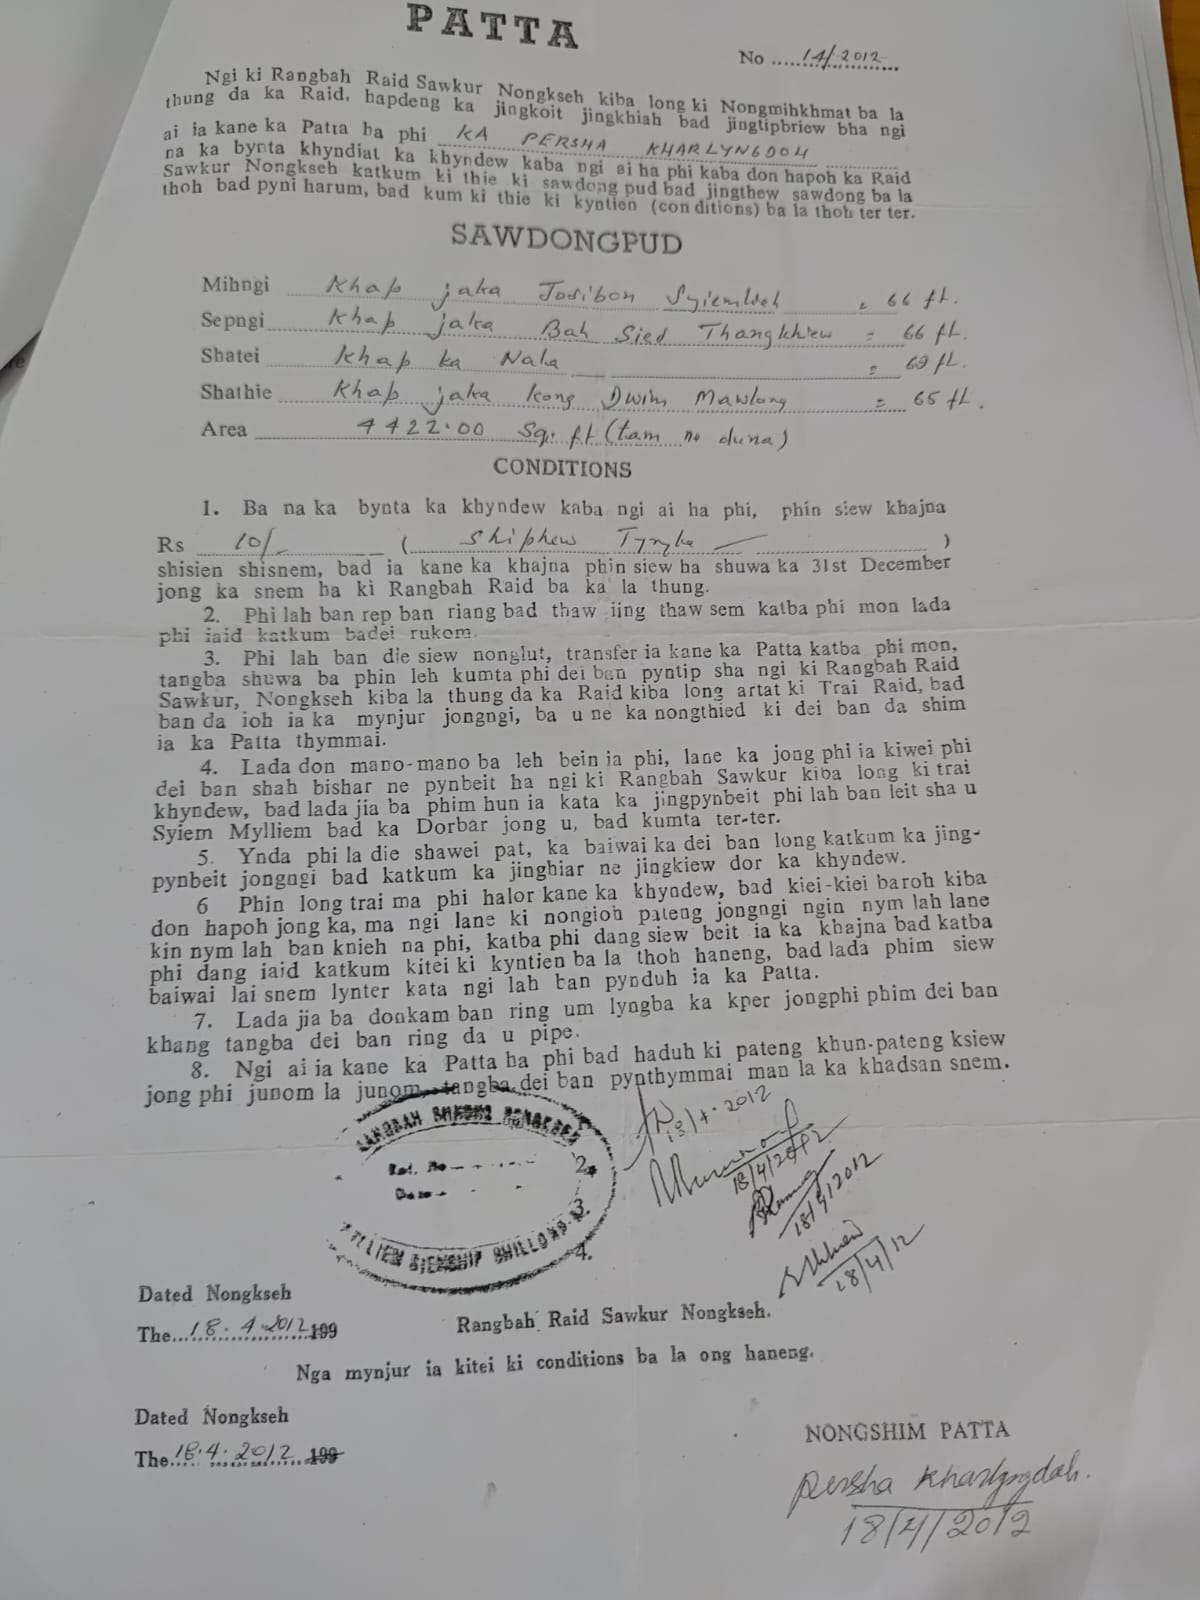 PATTA
No 14/2012
Ngi ki Rangbah Raid Sawkur Nongkseh kiba long ki Nongmihkhmat ba la
thung da ka Raid, hapdeng ka jingkoit jingkhiah bad jingtipbriew bha ngi
ai ia kane ka Patta ha phi KA PERSHA KHARLYNGDOH
na ka bynta khyndiat ka khyndew kaba ngi ai ha phi kaba don hapoh ka Raid
Sawkur Nongkseh katkum ki thie ki sawdong pud bad jingthew sawdong ba la
thoh bad pyni harum, bad kum ki thie ki kyntien (con ditions) ba la thoh ter ter.
SAWDONGPUD
Mihngi Khap jaka Josibon Syiemlieh = 66 ft.
Sepngi Khap jaka Bah Sied Thangkhiew = 66 ft.
Shatei Khap ka Nala = 69 ft.
Shathie Khap jaka Kong Dwin Mawlong = 65 ft.
Area 4422.00 Sq. ft (tam ne duna)
CONDITIONS
1. Ba na ka bynta ka khyndew kaba ngi ai ha phi, phin siew khajna
Rs 10/- ( Shiphew Tyngka )
shisien shisnem, bad ia kane ka khajna phin siew ha shuwa ka 31st December
jong ka snem ha ki Rangbah Raid ba ka la thung.
2. Phi lah ban rep ban riang bad thaw iing thaw sem katba phi mon lada
phi iaid katkum badei rukom.
3. Phi lah ban die siew nonglut, transfer ia kane ka Patta katba phi mon,
tangba shuwa ba phin leh kumta phi dei ban pyntip sha ngi ki Rangbah Raid
Sawkur, Nongkseh kiba la thung da ka Raid kiba long artat ki Trai Raid, bad
ban da ioh ia ka mynjur jongngi, ba u ne ka nongthied ki dei ban da shim
ia ka Patta thymmai.
4. Lada don mano-mano ba leh bein ia phi, lane ka jong phi ia kiwei phi
dei ban shah bishar ne pynbeit ha ngi ki Rangbah Sawkur kiba long ki trai
khyndew, bad lada jia ba phim hun ia kata ka jingpynbeit phi lah ban leit sha u
Syiem Mylliem bad ka Dorbar jong u, bad kumta ter-ter.
5. Ynda phi la die shawei pat, ka baiwai ka dei ban long katkum ka jing-
pynbeit jongngi bad katkum ka jinghiar ne jingkiew dor ka khyndew.
6 Phin long trai ma phi halor kane ka khyndew, bad kiei-kiei baroh kiba
don hapoh jong ka, ma ngi lane ki nongioh pateng jongngi ngin nym lah lane
kin nym lah ban knieh na phi, katba phi dang siew beit ia ka khajna bad katba
phi dang iaid katkum kitei ki kyntien ba la thoh haneng, bad lada phim siew
baiwai lai snem lynter kata ngi lah ban pynduh ia ka Patta.
7. Lada jia ba donkam ban ring um lyngba ka kper jongphi phim dei ban
khang tangba dei ban ring da u pipe.
8. Ngi ai ia kane ka Patta ha phi bad haduh ki pateng khun-pateng ksiew
jong phi junom la junom, tangba dei ban pynthymmai man la ka khadsan snem.
18/4.2012
18/4/2012
18/4/2012
18/4/12
RANGBAH NONGKSEH
Ref. No
Date
MYLLIEM SIEMSHIP SHILLONG-2.
2.
3.
4.
Dated Nongkseh
The 18.4.2012 199
Rangbah Raid Sawkur Nongkseh.
Nga mynjur ia kitei ki conditions ba la ong haneng.
Dated Nongkseh
The 18.4.2012 199
NONGSHIM PATTA
Persha Kharlyngdoh.
18/4/2012